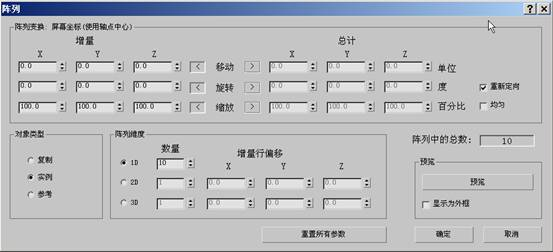 阵列
阵列变换: 屏幕坐标(使用轴点中心)
增量 总计
X Y Z X Y Z
0.0 0.0 0.0 < 移动 > 0.0 0.0 0.0 单位
0.0 0.0 0.0 < 旋转 > 0.0 0.0 0.0 度 重新定向
100.0 100.0 100.0 < 缩放 > 100.0 100.0 100.0 百分比 均匀
对象类型
复制
实例
参考
阵列维度
数量 增量行偏移
X Y Z
1D 10
2D 1 0.0 0.0 0.0
3D 1 0.0 0.0 0.0
阵列中的总数: 10
预览
预览
显示为外框
重置所有参数 确定 取消